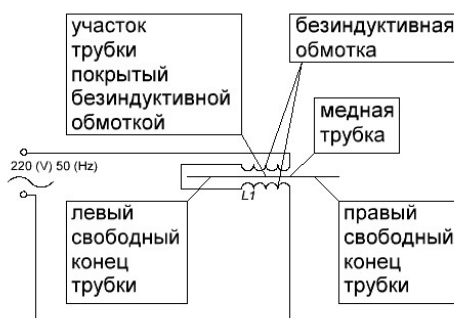 участок
трубки
покрытый
безиндуктивной
обмоткой
безиндуктивная
обмотка
медная
трубка
220 (V) 50 (Hz)
L1
левый
свободный
конец
трубки
правый
свободный
конец
трубки